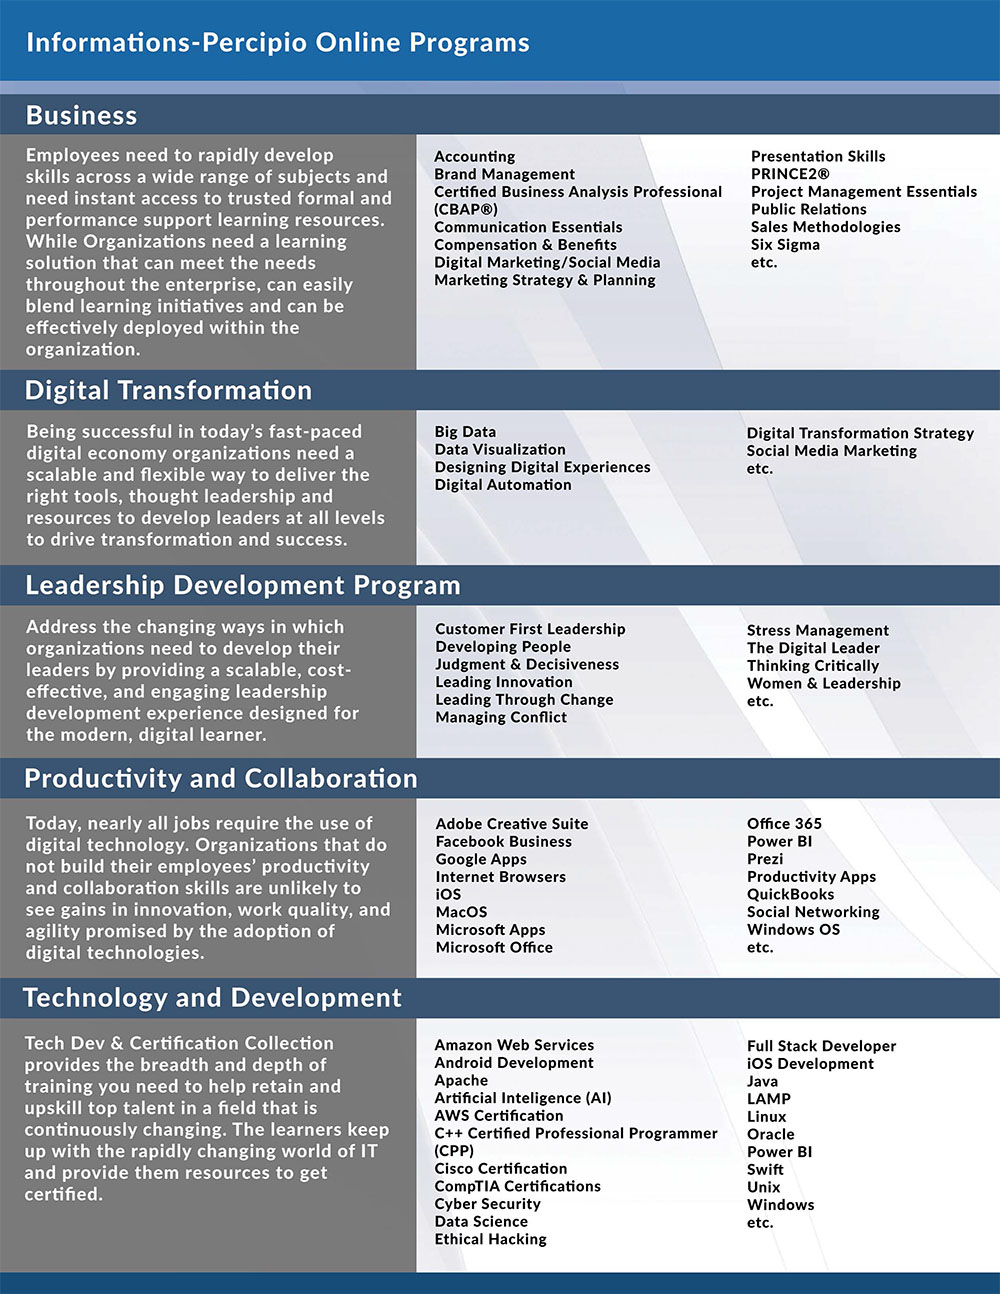 Informations-Percipio Online Programs
Business
Employees need to rapidly develop
skills across a wide range of subjects and
need instant access to trusted formal and
performance support learning resources.
While Organizations need a learning
solution that can meet the needs
throughout the enterprise, can easily
blend learning initiatives and can be
effectively deployed within the
organization.
Accounting
Brand Management
Certified Business Analysis Professional
(CBAP®)
Communication Essentials
Compensation & Benefits
Digital Marketing/Social Media
Marketing Strategy & Planning
Presentation Skills
PRINCE2®
Project Management Essentials
Public Relations
Sales Methodologies
Six Sigma
etc.
Digital Transformation
Being successful in today’s fast-paced
digital economy organizations need a
scalable and flexible way to deliver the
right tools, thought leadership and
resources to develop leaders at all levels
to drive transformation and success.
Big Data
Data Visualization
Designing Digital Experiences
Digital Automation
Digital Transformation Strategy
Social Media Marketing
etc.
Leadership Development Program
Address the changing ways in which
organizations need to develop their
leaders by providing a scalable, cost-
effective, and engaging leadership
development experience designed for
the modern, digital learner.
Customer First Leadership
Developing People
Judgment & Decisiveness
Leading Innovation
Leading Through Change
Managing Conflict
Stress Management
The Digital Leader
Thinking Critically
Women & Leadership
etc.
Productivity and Collaboration
Today, nearly all jobs require the use of
digital technology. Organizations that do
not build their employees’ productivity
and collaboration skills are unlikely to
see gains in innovation, work quality, and
agility promised by the adoption of
digital technologies.
Adobe Creative Suite
Facebook Business
Google Apps
Internet Browsers
iOS
MacOS
Microsoft Apps
Microsoft Office
Office 365
Power BI
Prezi
Productivity Apps
QuickBooks
Social Networking
Windows OS
etc.
Technology and Development
Tech Dev & Certification Collection
provides the breadth and depth of
training you need to help retain and
upskill top talent in a field that is
continuously changing. The learners keep
up with the rapidly changing world of IT
and provide them resources to get
certified.
Amazon Web Services
Android Development
Apache
Artificial Inteligence (AI)
AWS Certification
C++ Certified Professional Programmer
(CPP)
Cisco Certification
CompTIA Certifications
Cyber Security
Data Science
Ethical Hacking
Full Stack Developer
iOS Development
Java
LAMP
Linux
Oracle
Power BI
Swift
Unix
Windows
etc.